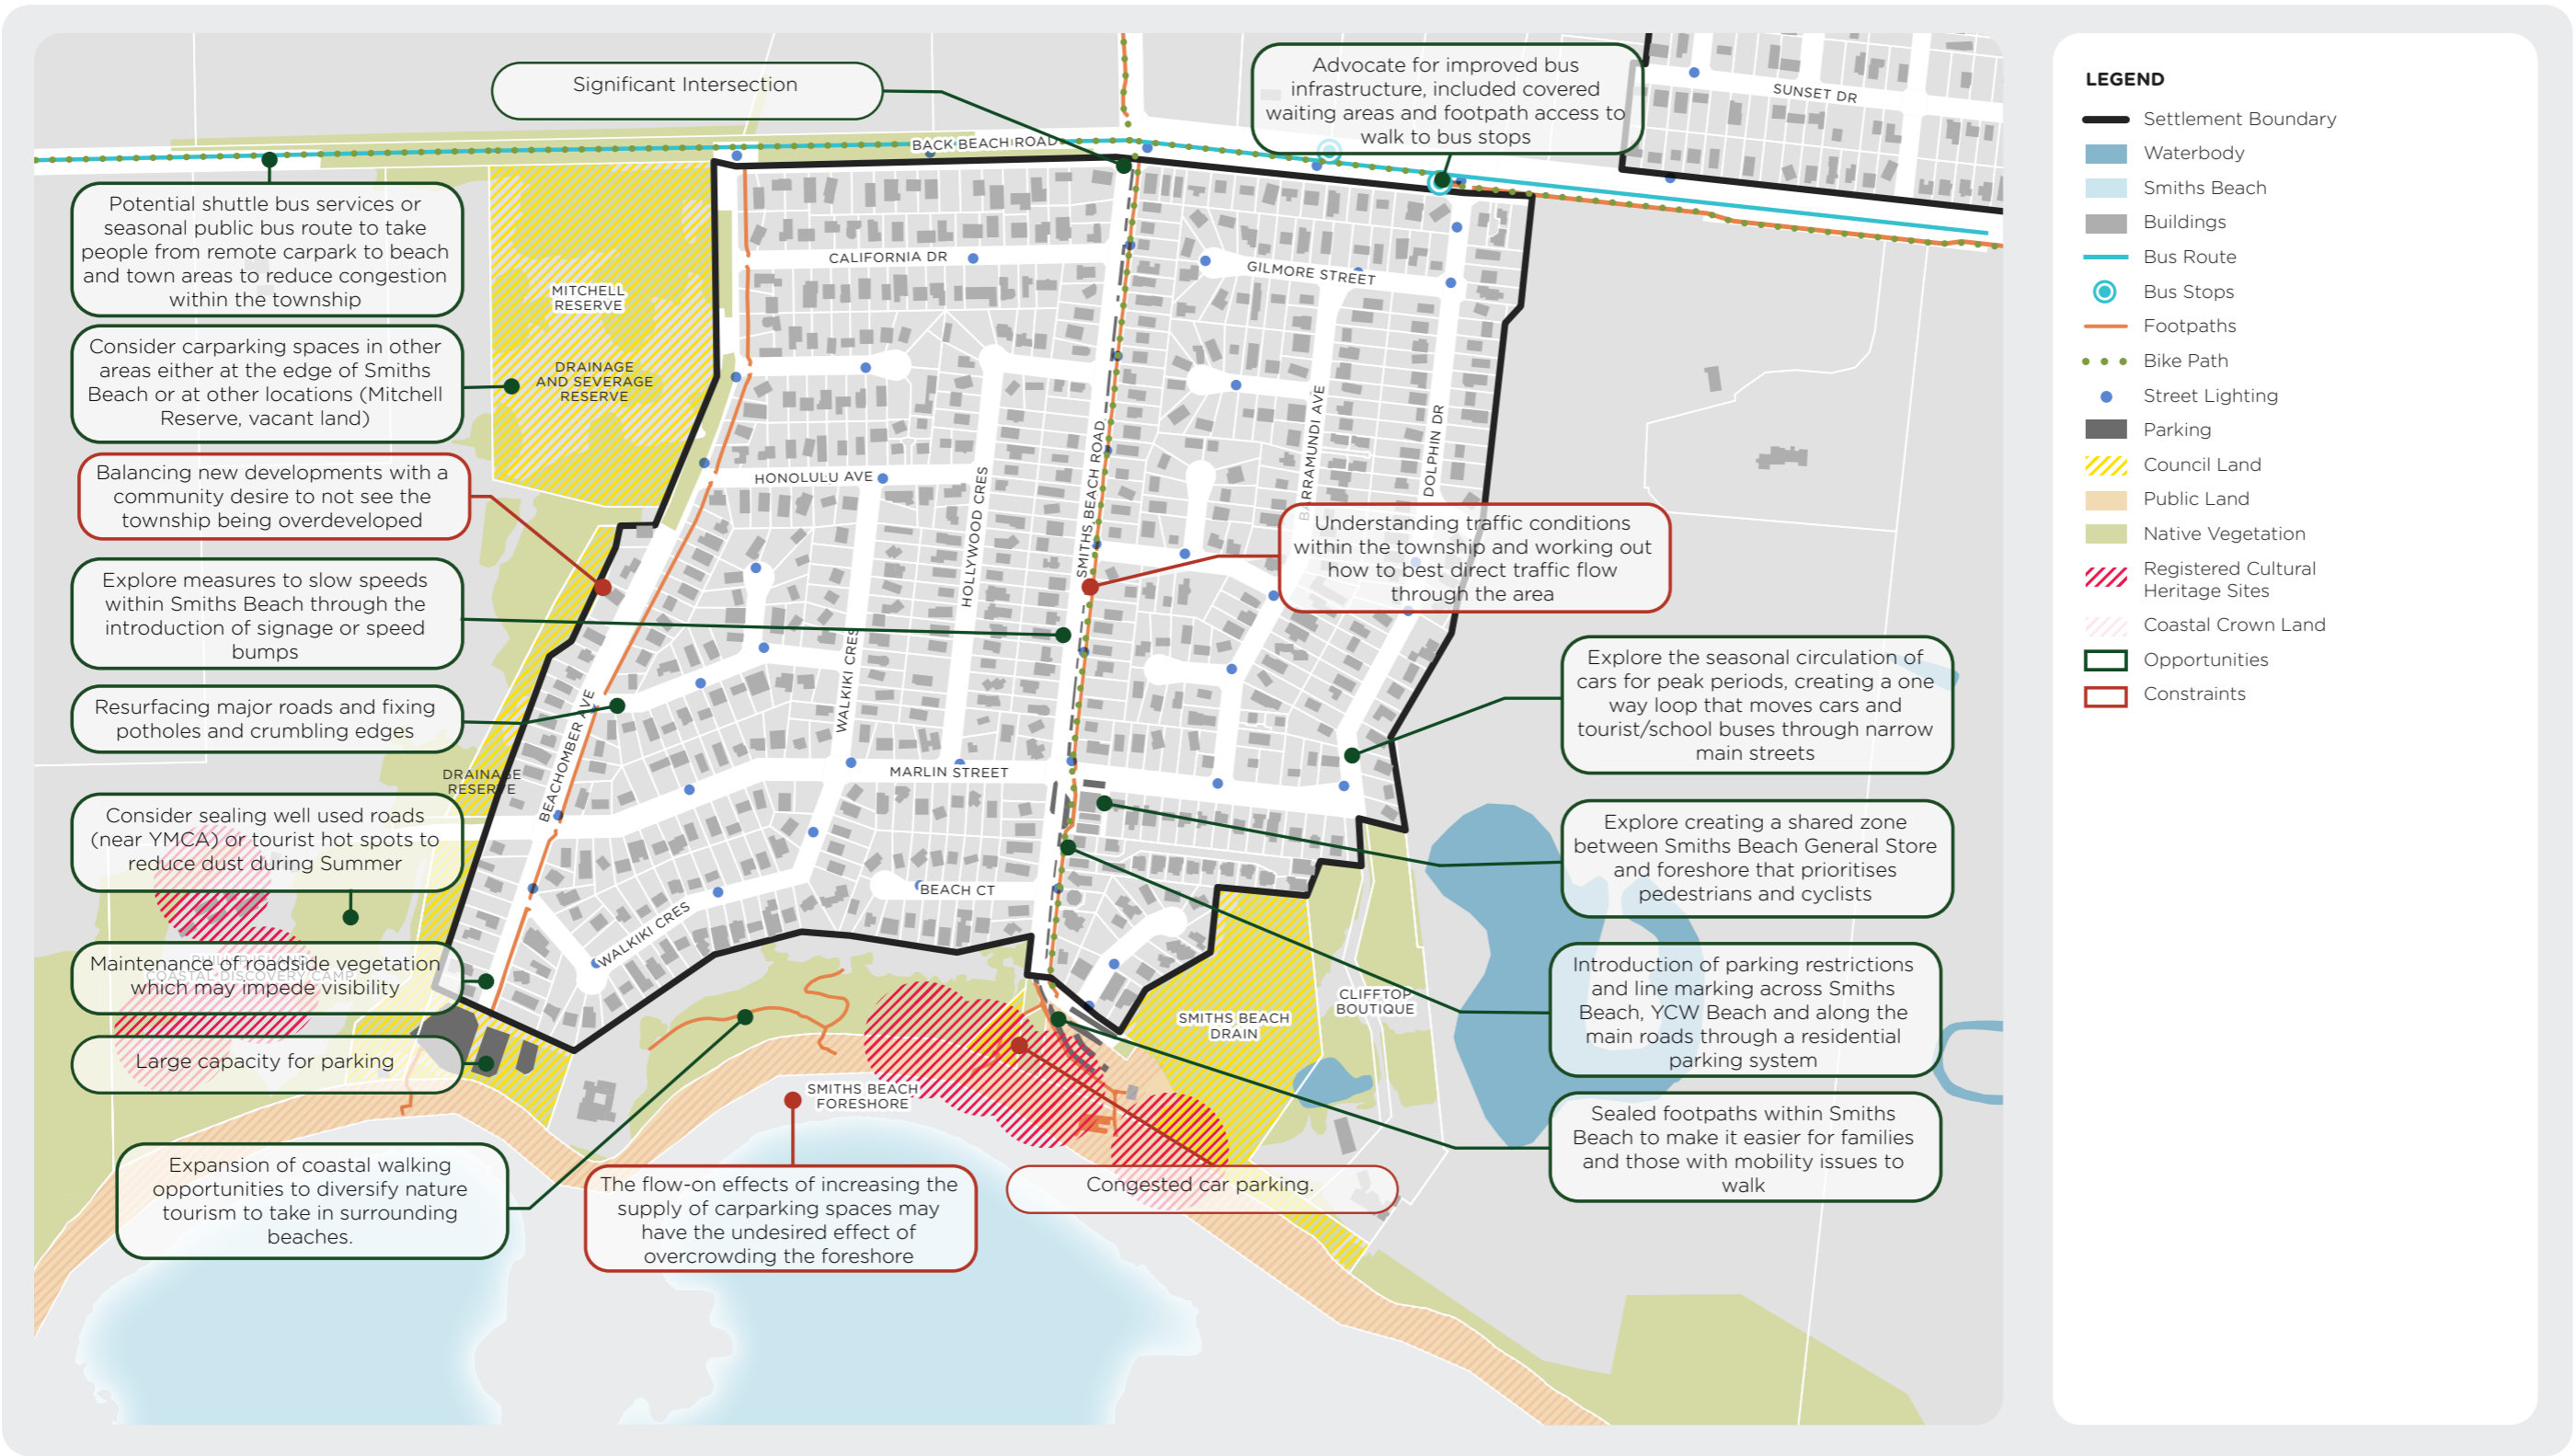 Significant Intersection
Advocate for improved bus
infrastructure, included covered
waiting areas and footpath access to
walk to bus stops
SUNSET DR
BACK BEACH ROAD
Potential shuttle bus services or
seasonal public bus route to take
people from remote carpark to beach
and town areas to reduce congestion
within the township
CALIFORNIA DR
GILMORE STREET
MITCHELL
RESERVE
Consider carparking spaces in other
areas either at the edge of Smiths
Beach or at other locations (Mitchell
Reserve, vacant land)
DRAINAGE
AND SEVERAGE
RESERVE
BARRAMUNDI AVE
DOLPHIN DR
SMITHS BEACH ROAD
HONOLULU AVE
HOLLYWOOD CRES
Balancing new developments with a
community desire to not see the
township being overdeveloped
Understanding traffic conditions
within the township and working out
how to best direct traffic flow
through the area
Explore measures to slow speeds
within Smiths Beach through the
introduction of signage or speed
bumps
WALKIKI CRES
Explore the seasonal circulation of
cars for peak periods, creating a one
way loop that moves cars and
tourist/school buses through narrow
main streets
Resurfacing major roads and fixing
potholes and crumbling edges
BEACHOMBER AVE
DRAINAGE
RESERVE
MARLIN STREET
Consider sealing well used roads
(near YMCA) or tourist hot spots to
reduce dust during Summer
Explore creating a shared zone
between Smiths Beach General Store
and foreshore that prioritises
pedestrians and cyclists
BEACH CT
WALKIKI CRES
PHILLIP ISLAND
COASTAL DISCOVERY CAMP
Maintenance of roadside vegetation
which may impede visibility
Introduction of parking restrictions
and line marking across Smiths
Beach, YCW Beach and along the
main roads through a residential
parking system
CLIFFTOP
BOUTIQUE
SMITHS BEACH
DRAIN
Large capacity for parking
SMITHS BEACH
FORESHORE
Sealed footpaths within Smiths
Beach to make it easier for families
and those with mobility issues to
walk
Expansion of coastal walking
opportunities to diversify nature
tourism to take in surrounding
beaches.
The flow-on effects of increasing the
supply of carparking spaces may
have the undesired effect of
overcrowding the foreshore
Congested car parking.
LEGEND
Settlement Boundary
Waterbody
Smiths Beach
Buildings
Bus Route
Bus Stops
Footpaths
Bike Path
Street Lighting
Parking
Council Land
Public Land
Native Vegetation
Registered Cultural
Heritage Sites
Coastal Crown Land
Opportunities
Constraints